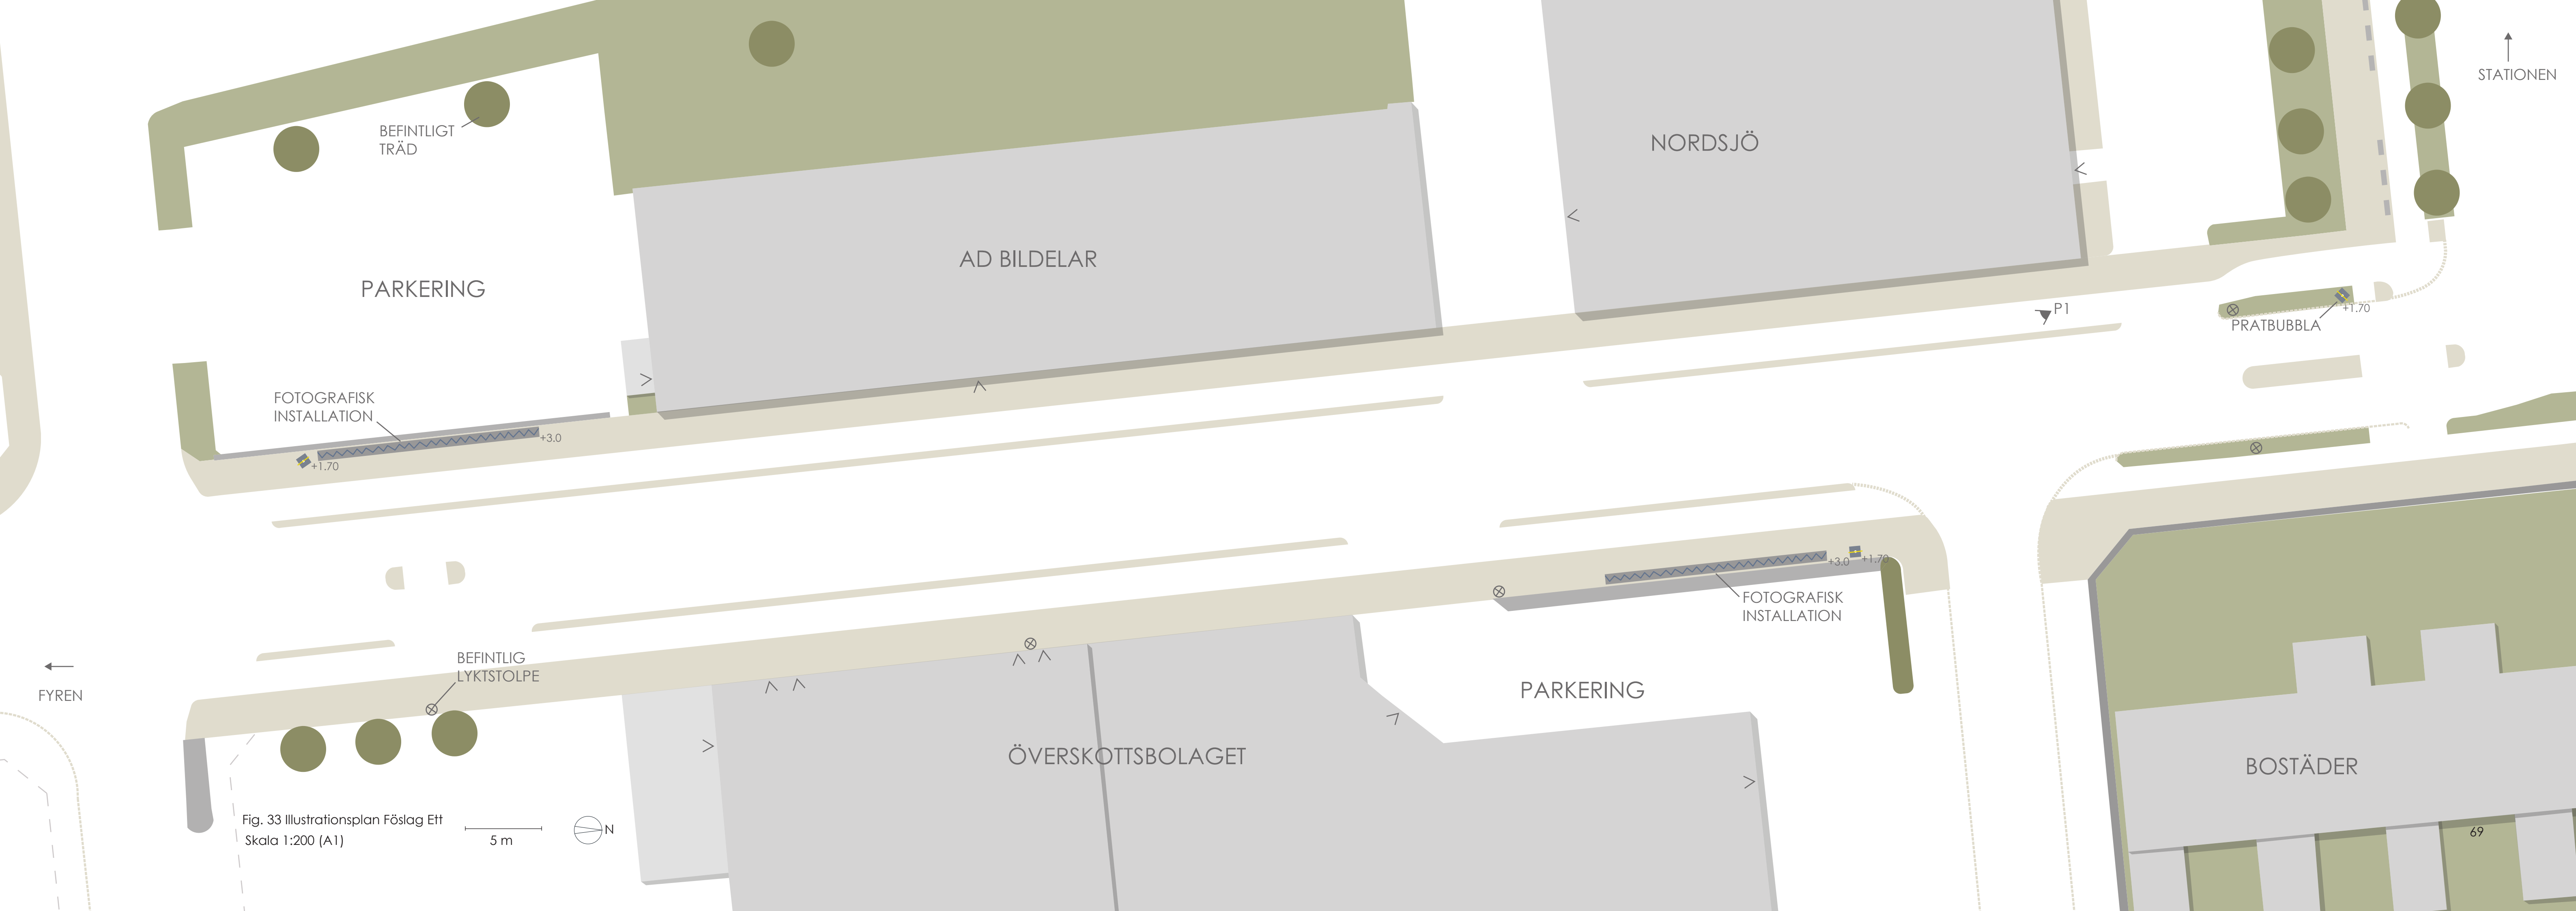 STATIONEN
BEFINTLIGT
TRÄD
NORDSJÖ
AD BILDELAR
PARKERING
P1
+1.70
PRATBUBBLA
FOTOGRAFISK
INSTALLATION
+3.0
+1.70
+3.0
+1.70
FOTOGRAFISK
INSTALLATION
BEFINTLIG
LYKTSTOLPE
FYREN
PARKERING
ÖVERSKOTTSBOLAGET
BOSTÄDER
Fig. 33 Illustrationsplan Föslag Ett
Skala 1:200 (A1)
5 m
N
69